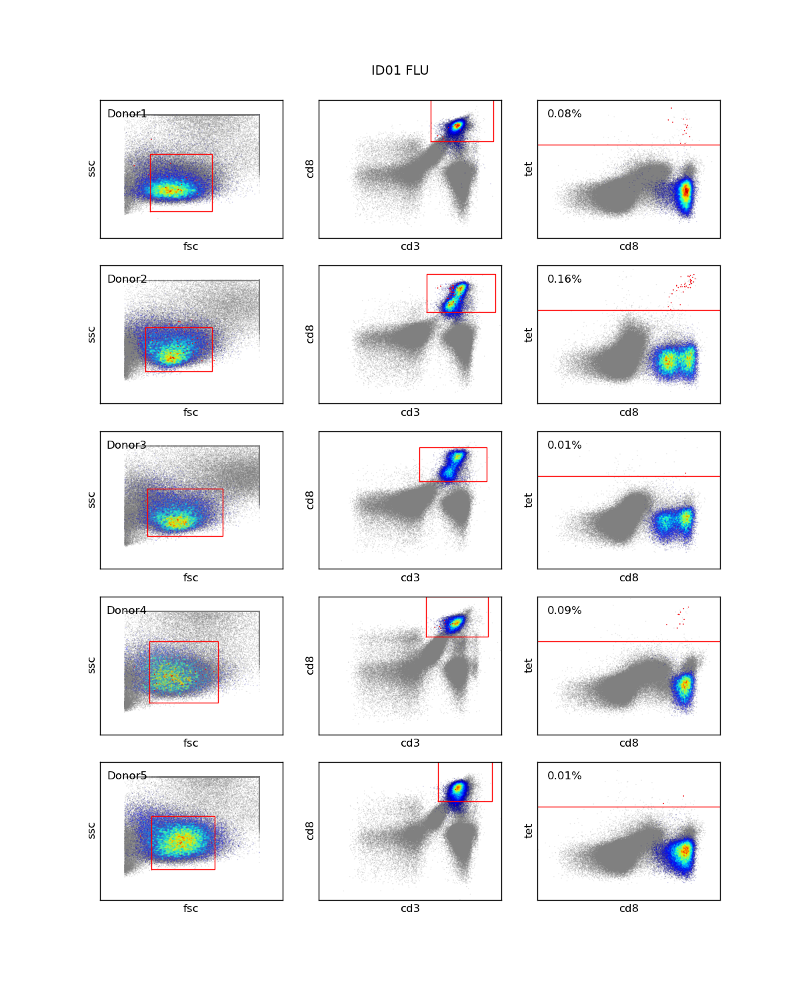 ID01 FLU
Donor1
0.08%
ssc
cd8
tet
fsc
cd3
cd8
Donor2
0.16%
ssc
cd8
tet
fsc
cd3
cd8
Donor3
0.01%
ssc
cd8
tet
fsc
cd3
cd8
Donor4
0.09%
ssc
cd8
tet
fsc
cd3
cd8
Donor5
0.01%
ssc
cd8
tet
fsc
cd3
cd8